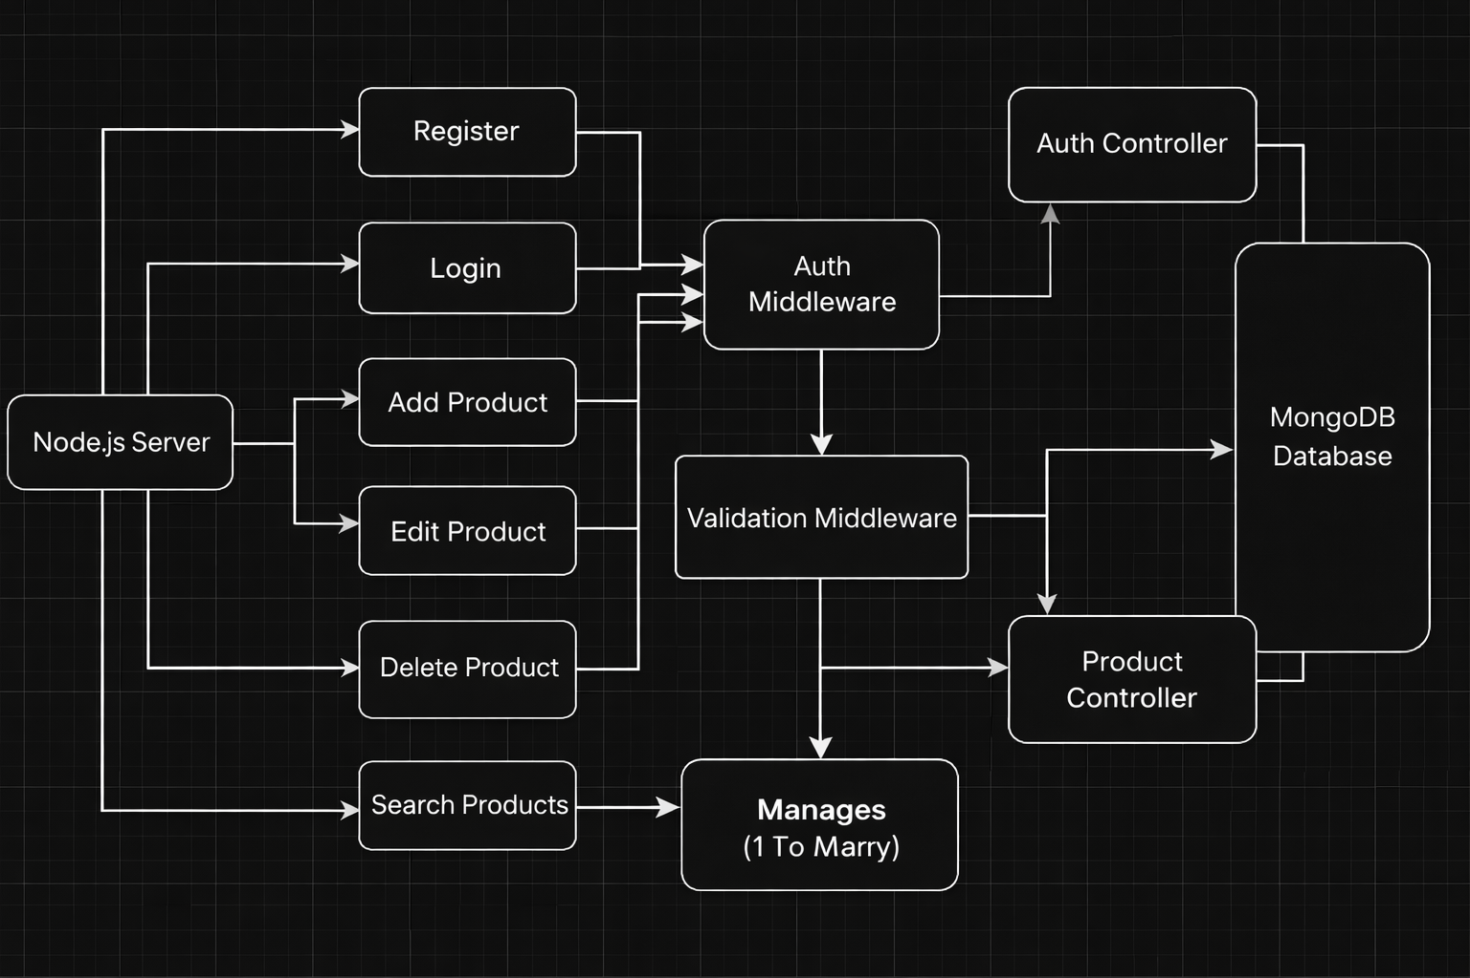 Register
Auth Controller
Login
Auth
Middleware
Add Product
Node.js Server
MongoDB
Database
Edit Product
Validation Middleware
Delete Product
Product
Controller
Search Products
Manages
(1 To Marry)